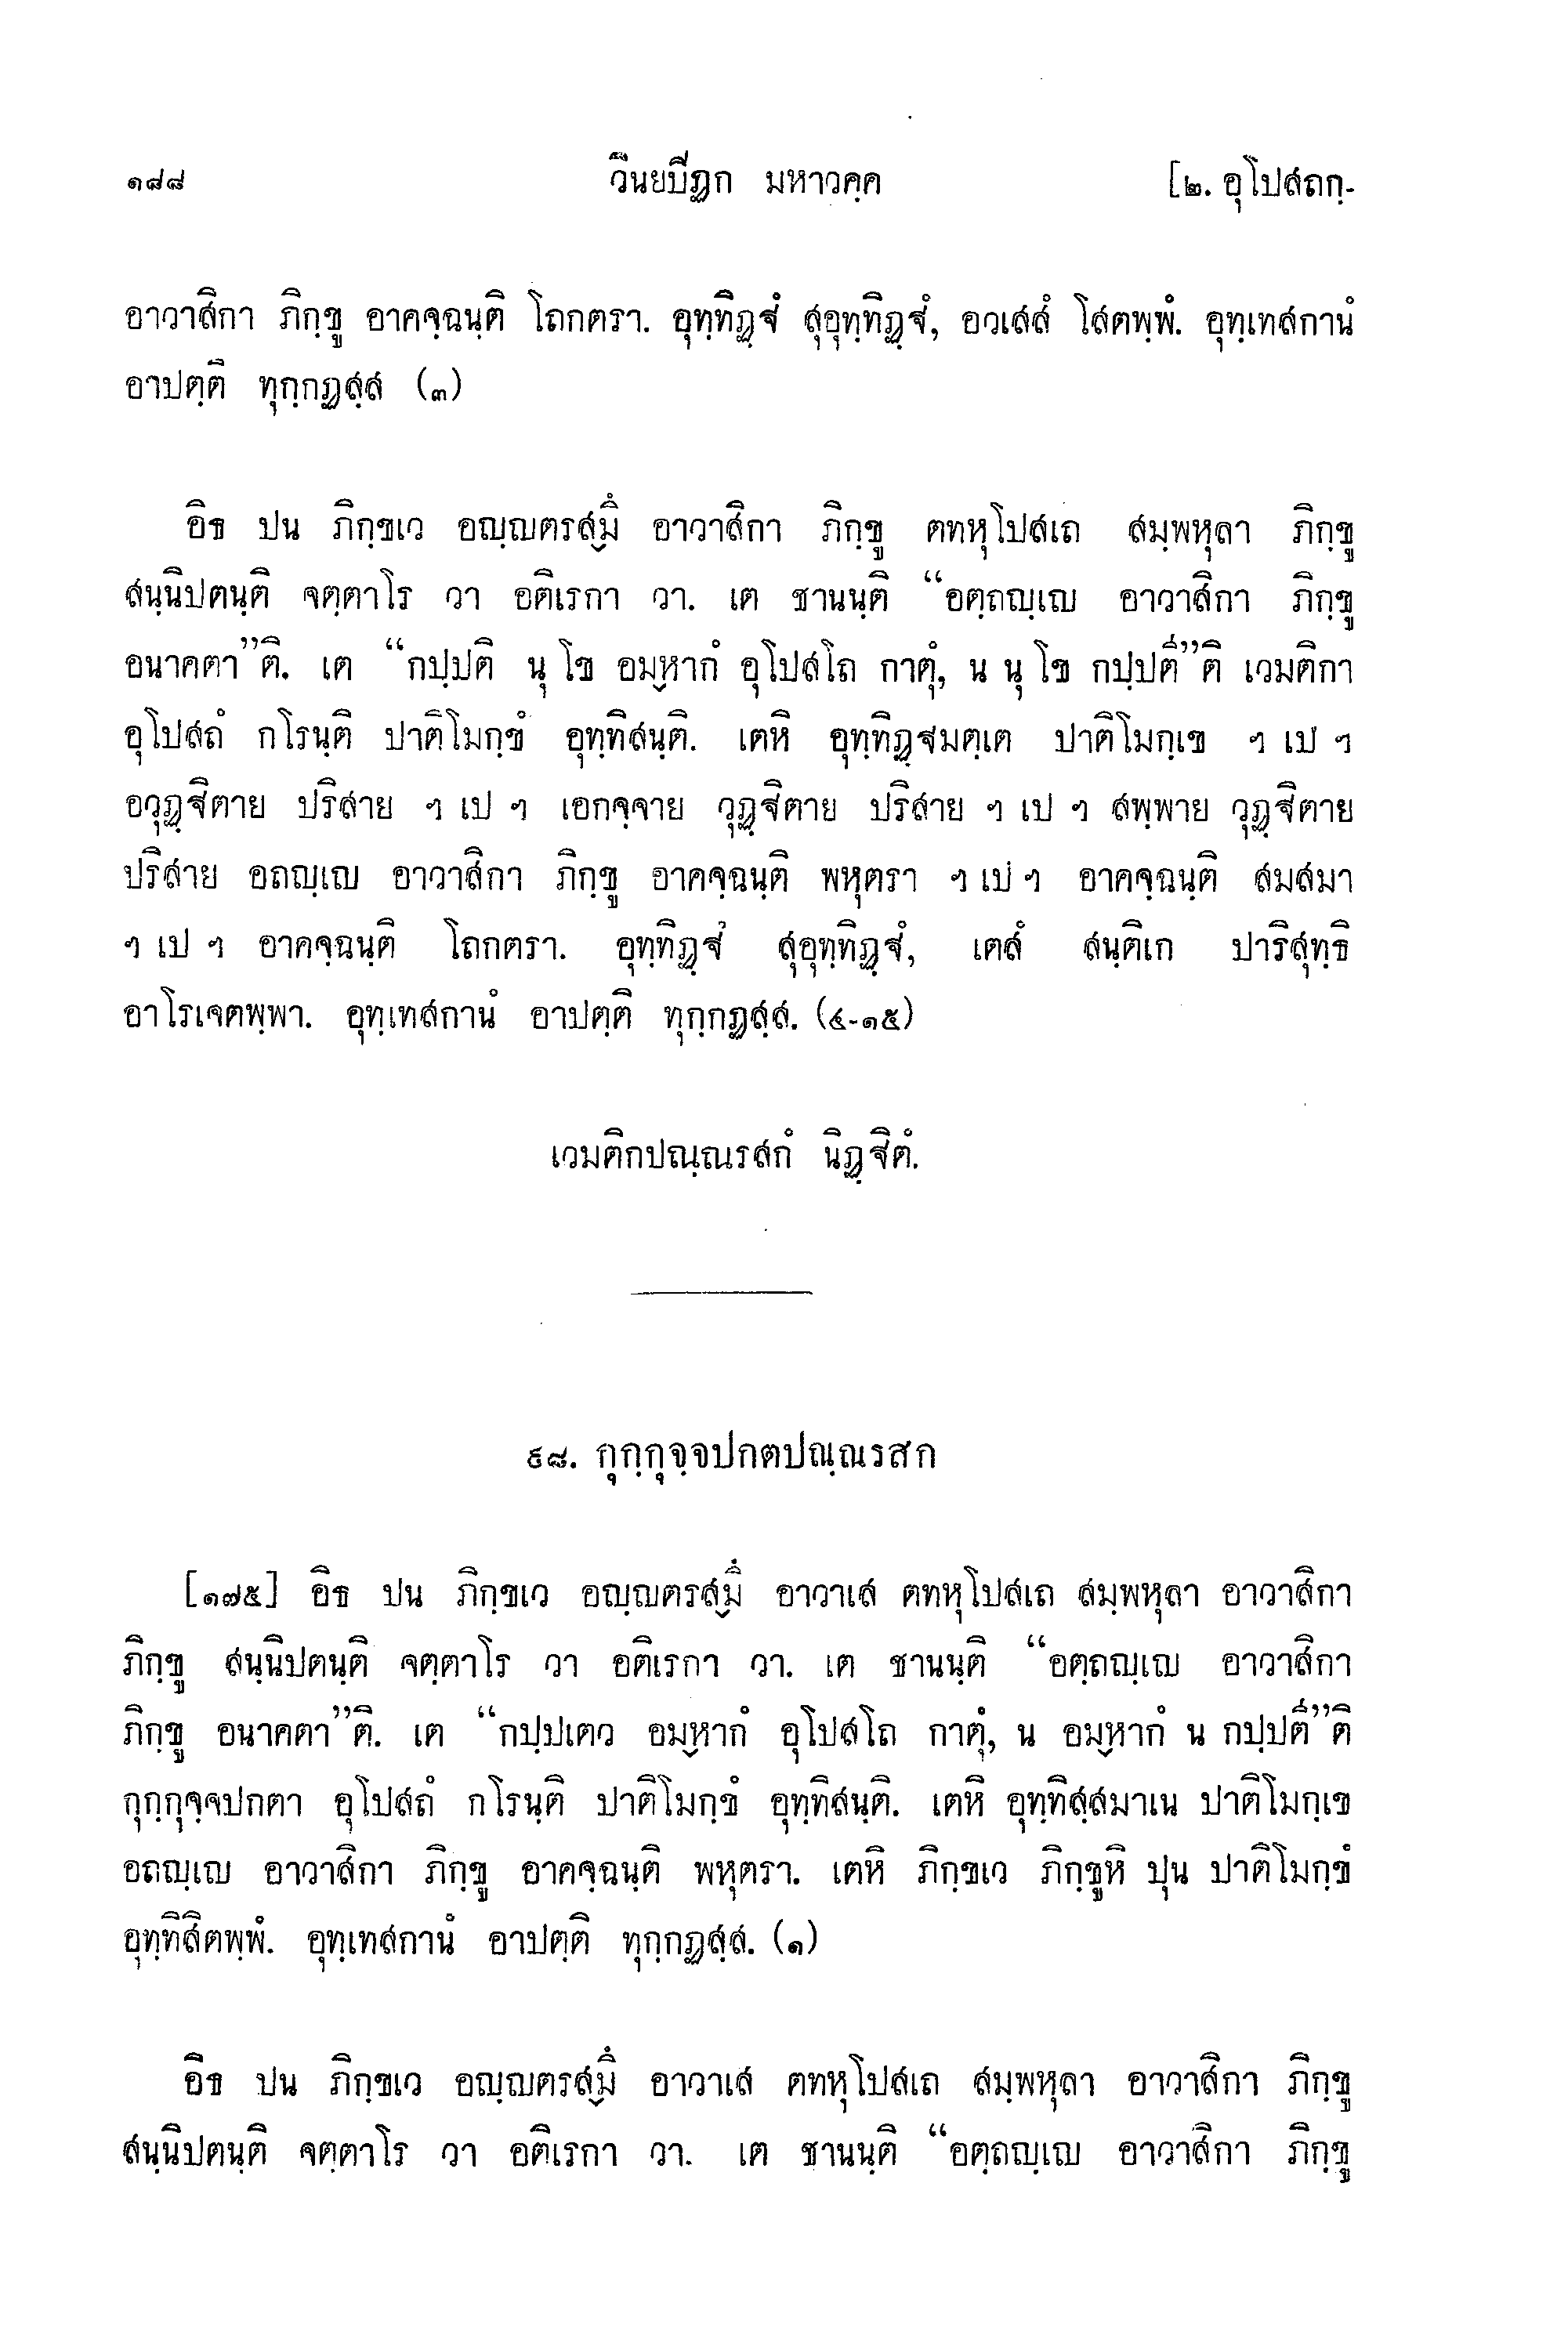 ๑๘๘ วินยปิฏก มหาวคฺค [๒. อุโปสถกฺ-
อาวาสิกา ภิกฺขู อาคจฺฉนฺติ โถกตรา. อุทฺทิฏฺฐํ สุอุทฺทิฏฺฐํ, อวเสสํ โสตพฺพํ. อุทฺเทสกานํ
อาปตฺติ ทุกฺกฏสฺส (๓)
อิธ ปน ภิกฺขเว อญฺญตรสฺมึ อาวาสิกา ภิกฺขู ตทหุโปสเถ สมฺพหุลา ภิกฺขู
สนฺนิปตนฺติ จตฺตาโร วา อติเรกา วา. เต ชานนฺติ “อตฺถญฺเญ อาวาสิกา ภิกฺขู
อนาคตา”ติ. เต “กปฺปติ นุ โข อมฺหากํ อุโปสโถ กาตุํ, น นุ โข กปฺปตี”ติ เวมติกา
อุโปสถํ กโรนฺติ ปาติโมกฺขํ อุทฺทิสนฺติ. เตหิ อุทฺทิฏฺฐมตฺเต ปาติโมกฺเข ฯ เป ฯ
อวุฏฺฐิตาย ปริสาย ฯ เป ฯ เอกจฺจาย วุฏฺฐิตาย ปริสาย ฯ เป ฯ สพฺพาย วุฏฺฐิตาย
ปริสาย อถญฺเญ อาวาสิกา ภิกฺขู อาคจฺฉนฺติ พหุตรา ฯ เป ฯ อาคจฺฉนฺติ สมสมา
ฯ เป ฯ อาคจฺฉนฺติ โถกตรา. อุทฺทิฏฺฐํ สุอุทฺทิฏฺฐํ, เตสํ สนฺติเก ปาริสุทฺธิ
อาโรเจตพฺพา. อุทฺเทสกานํ อาปตฺติ ทุกฺกฏสฺส. (๔-๑๕)
เวมติกปณฺณรสกํ นิฏฺฐิตํ.
๙๘. กุกฺกุจฺจปกตปณฺณรสก
[๑๗๕] อิธ ปน ภิกฺขเว อญฺญตรสฺมึ อาวาเส ตทหุโปสเถ สมฺพหุลา อาวาสิกา
ภิกฺขู สนฺนิปตนฺติ จตฺตาโร วา อติเรกา วา. เต ชานนฺติ “อตฺถญฺเญ อาวาสิกา
ภิกฺขู อนาคตา”ติ. เต “กปฺปเตว อมฺหากํ อุโปสโถ กาตุํ, น อมฺหากํ น กปฺปตี”ติ
กุกฺกุจฺจปกตา อุโปสถํ กโรนฺติ ปาติโมกฺขํ อุทฺทิสนฺติ. เตหิ อุทฺทิสฺสมาเน ปาติโมกฺเข
อถญฺเญ อาวาสิกา ภิกฺขู อาคจฺฉนฺติ พหุตรา. เตหิ ภิกฺขเว ภิกฺขูหิ ปุน ปาติโมกฺขํ
อุทฺทิสิตพฺพํ. อุทฺเทสกานํ อาปตฺติ ทุกฺกฏสฺส. (๑)
อิธ ปน ภิกฺขเว อญฺญตรสฺมึ อาวาเส ตทหุโปสเถ สมฺพหุลา อาวาสิกา ภิกฺขู
สนฺนิปตนฺติ จตฺตาโร วา อติเรกา วา. เต ชานนฺติ “อตฺถญฺเญ อาวาสิกา ภิกฺขู